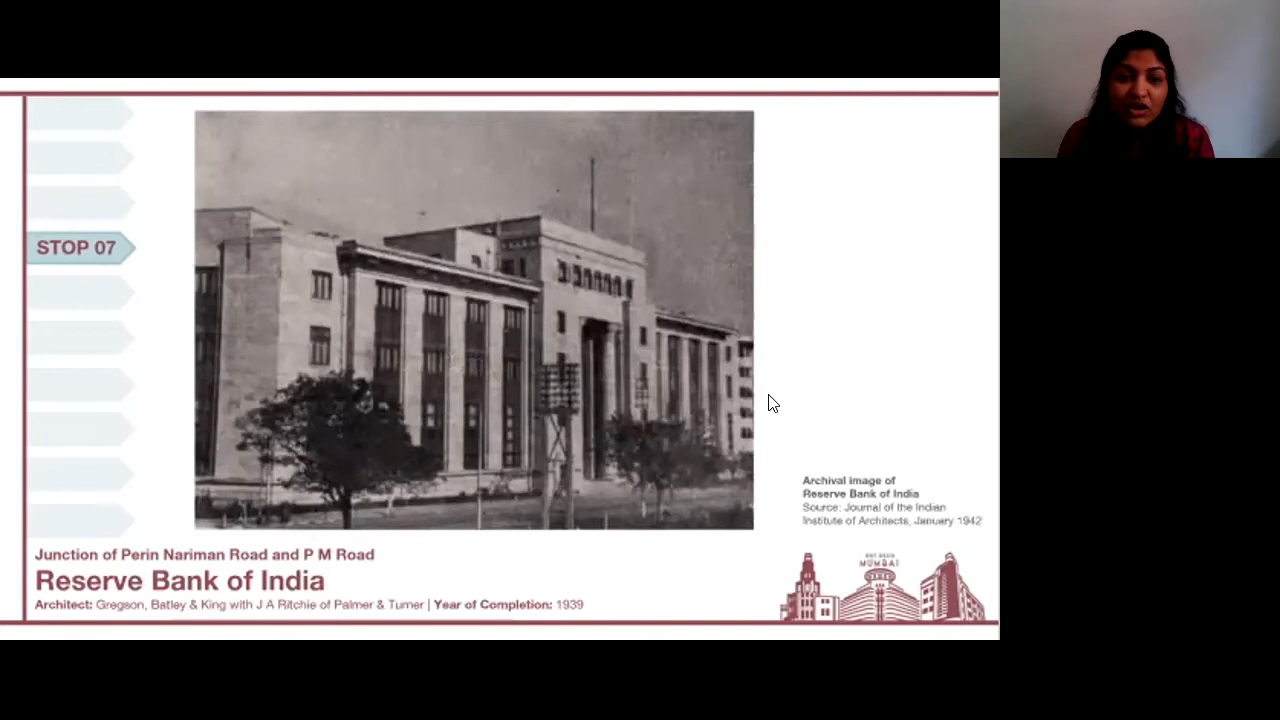 STOP 07
Archival image of
Reserve Bank of India
Source: Journal of the Indian
Institute of Architects, January 1942
Junction of Perin Nariman Road and P M Road
Reserve Bank of India
Architect: Gregson, Batley & King with J A Ritchie of Palmer & Turner | Year of Completion: 1939
ART DECO
MUMBAI